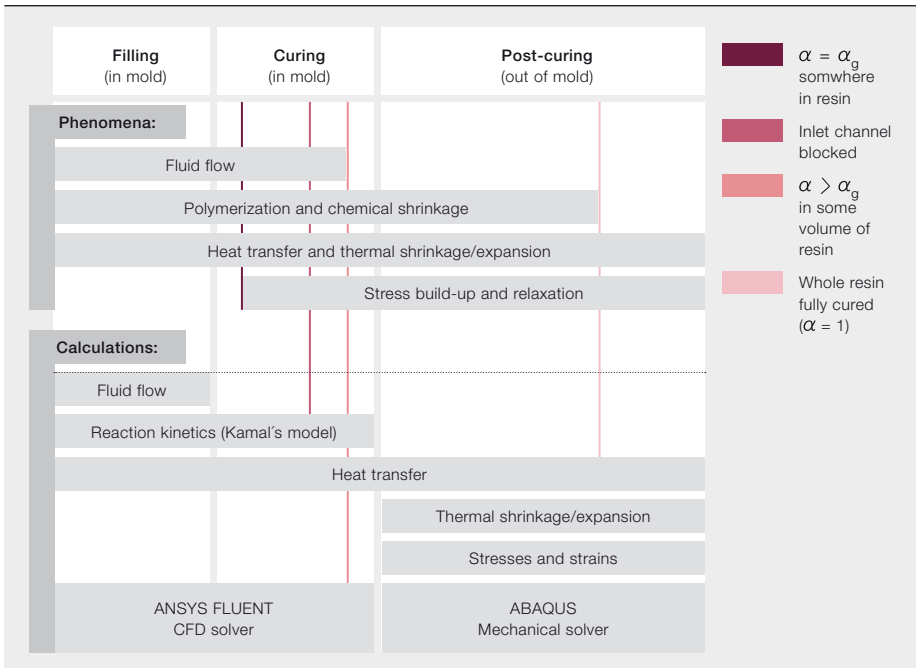 Filling
(in mold)
Curing
(in mold)
Post-curing
(out of mold)
Phenomena:
Fluid flow
Polymerization and chemical shrinkage
Heat transfer and thermal shrinkage/expansion
Stress build-up and relaxation
Calculations:
Fluid flow
Reaction kinetics (Kamal´s model)
Heat transfer
Thermal shrinkage/expansion
Stresses and strains
ANSYS FLUENT
CFD solver
ABAQUS
Mechanical solver
α = αg
somwhere
in resin
Inlet channel
blocked
α > αg
in some
volume of
resin
Whole resin
fully cured
(α = 1)